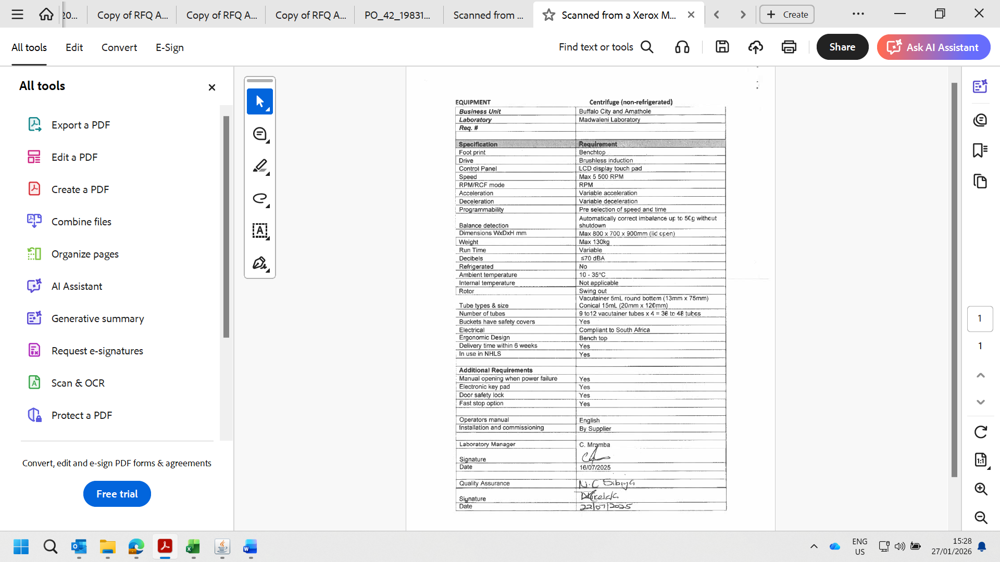 20...
Copy of RFQ A...
Copy of RFQ A...
Copy of RFQ A...
PO_42_19831...
Scanned from ...
Scanned from a Xerox M...
Create
All tools
Edit
Convert
E-Sign
Find text or tools
Share
Ask AI Assistant
All tools
Export a PDF
Edit a PDF
Create a PDF
Combine files
Organize pages
AI Assistant
Generative summary
Request e-signatures
Scan & OCR
Protect a PDF
Convert, edit and e-sign PDF forms & agreements
Free trial
EQUIPMENT Centrifuge (non-refrigerated)
Business Unit Buffalo City and Amathole
Laboratory Madwaleni Laboratory
Req. #
Specification Requirement
Foot print Benchtop
Drive Brushless induction
Control Panel LCD display touch pad
Speed Max 5 500 RPM
RPM/RCF mode RPM
Acceleration Variable acceleration
Deceleration Variable deceleration
Programmability Pre selection of speed and time
Automatically correct imbalance up to 50g without
Balance detection shutdown
Dimensions WxDxH mm Max 800 x 700 x 900mm (lid open)
Weight Max 130kg
Run Time Variable
Decibels ≤70 dBA
Refrigerated No
Ambient temperature 10 - 35°C
Internal temperature Not applicable
Rotor Swing out
Vacutainer 5mL round bottom (13mm x 75mm)
Tube types & size Conical 15mL (20mm x 120mm)
Number of tubes 9 to12 vacutainer tubes x 4 = 36 to 48 tubes
Buckets have safety covers Yes
Electrical Compliant to South Africa
Ergonomic Design Bench top
Delivery time within 6 weeks Yes
In use in NHLS Yes
Additional Requirements
Manual opening when power failure Yes
Electronic key pad Yes
Door safety lock Yes
Fast stop option Yes
Operators manual English
Installation and commissioning By Supplier
Laboratory Manager C. Mramba
Signature
Date 16/07/2025
Quality Assurance N.C Sibiya
Signature
Date 22/07/2025
1
1
ENG
US
15:28
27/01/2026